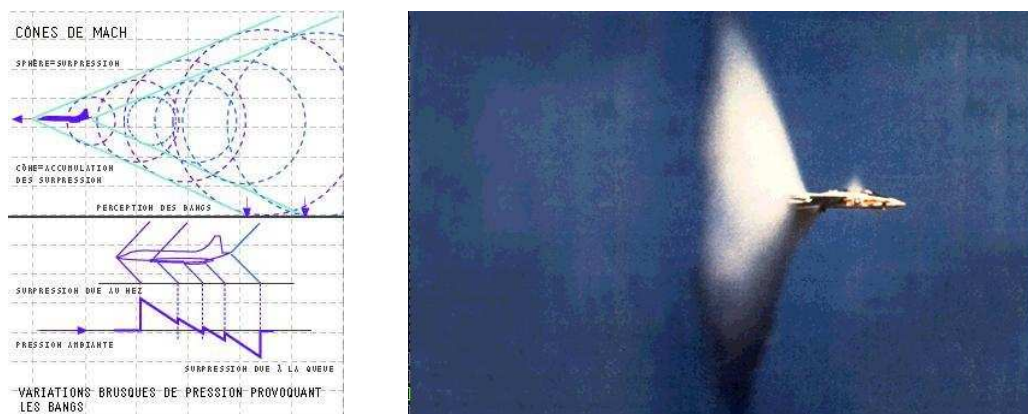 CÔNES DE MACH
SPHÈRE=SURPRESSION
CÔNE=ACCUMULATION
DES SURPRESSION
PERCEPTION DES BANGS
SURPRESSION DUE AU NEZ
PRESSION AMBIANTE
SURPRESSION DUE À LA QUEUE
VARIATIONS BRUSQUES DE PRESSION PROVOQUANT
LES BANGS